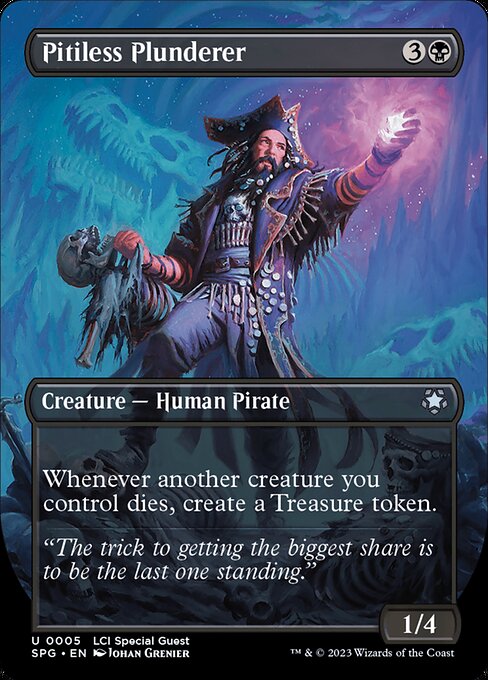 Pitiless Plunderer 3
Creature — Human Pirate
Whenever another creature you
control dies, create a Treasure token.
“The trick to getting the biggest share is
to be the last one standing.”
1/4
U 0005 LCI Special Guest
SPG • EN Johan Grenier
™ & © 2023 Wizards of the Coast